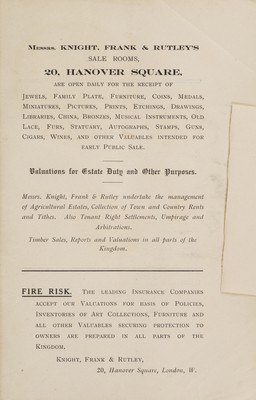 Messrs. KNIGHT, FRANK & RUTLEY'S
SALE ROOMS,
20, HANOVER SQUARE,
ARE OPEN DAILY FOR THE RECEIPT OF
Jewels, Family Plate, Furniture, Coins, Medals,
Miniatures, Pictures, Prints, Etchings, Drawings,
Libraries, China, Bronzes, Musical Instruments, Old
Lace, Furs, Statuary, Autographs, Stamps, Guns,
Cigars, Wines, and other Valuables intended for
early Public Sale.
Valuations for Estate Duty and Other Purposes.
Messrs. Knight, Frank & Rutley undertake the management
of Agricultural Estates, Collection of Town and Country Rents
and Tithes. Also Tenant Right Settlements, Umpirage and
Arbitrations.
Timber Sales, Reports and Valuations in all parts of the
Kingdom.
FIRE RISK. The leading Insurance Companies
accept our Valuations for basis of Policies,
Inventories of Art Collections, Furniture and
all other Valuables securing protection to
owners are prepared in all parts of the
Kingdom.
Knight, Frank & Rutley,
20, Hanover Square, London, W.